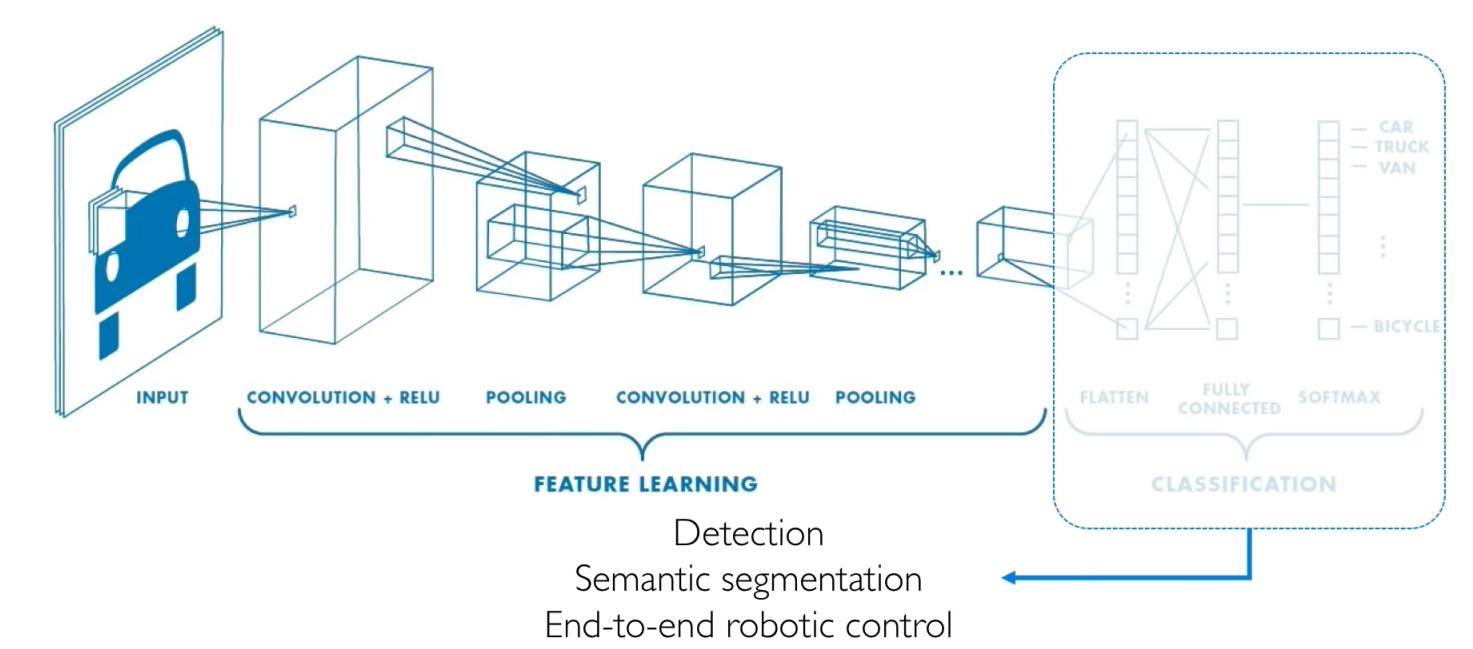 CAR
TRUCK
VAN
BICYCLE
INPUT
CONVOLUTION + RELU
POOLING
CONVOLUTION + RELU
POOLING
FLATTEN
FULLY
CONNECTED
SOFTMAX
FEATURE LEARNING
CLASSIFICATION
Detection
Semantic segmentation
End-to-end robotic control